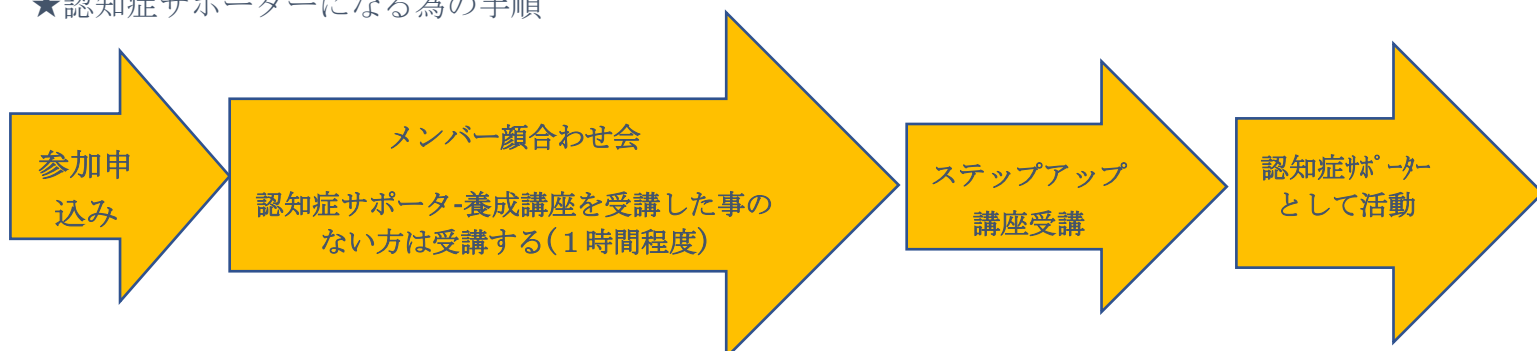 ★認知症サポーターになる為の手順
参加申
込み
メンバー顔合わせ会
認知症サポータ-養成講座を受講した事の
ない方は受講する(１時間程度)
ステップアップ
講座受講
認知症ｻﾎﾟｰﾀｰ
として活動